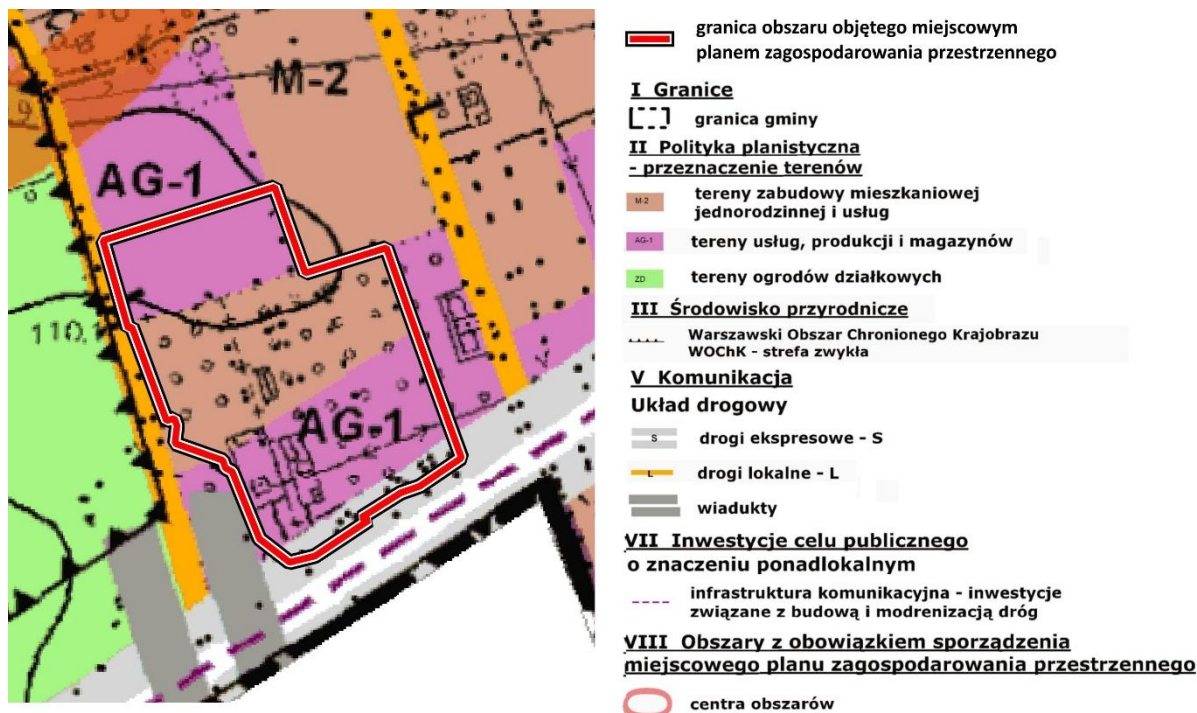 M-2
AG-1
110,1
AG-1
granica obszaru objętego miejscowym
planem zagospodarowania przestrzennego
I Granice
granica gminy
II Polityka planistyczna
- przeznaczenie terenów
M-2
tereny zabudowy mieszkaniowej
jednorodzinnej i usług
AG-1
tereny usług, produkcji i magazynów
ZD
tereny ogrodów działkowych
III Środowisko przyrodnicze
Warszawski Obszar Chronionego Krajobrazu
WOChK - strefa zwykła
V Komunikacja
Układ drogowy
S
drogi ekspresowe - S
L
drogi lokalne - L
wiadukty
VII Inwestycje celu publicznego
o znaczeniu ponadlokalnym
infrastruktura komunikacyjna - inwestycje
związane z budową i modrenizacją dróg
VIII Obszary z obowiązkiem sporządzenia
miejscowego planu zagospodarowania przestrzennego
centra obszarów